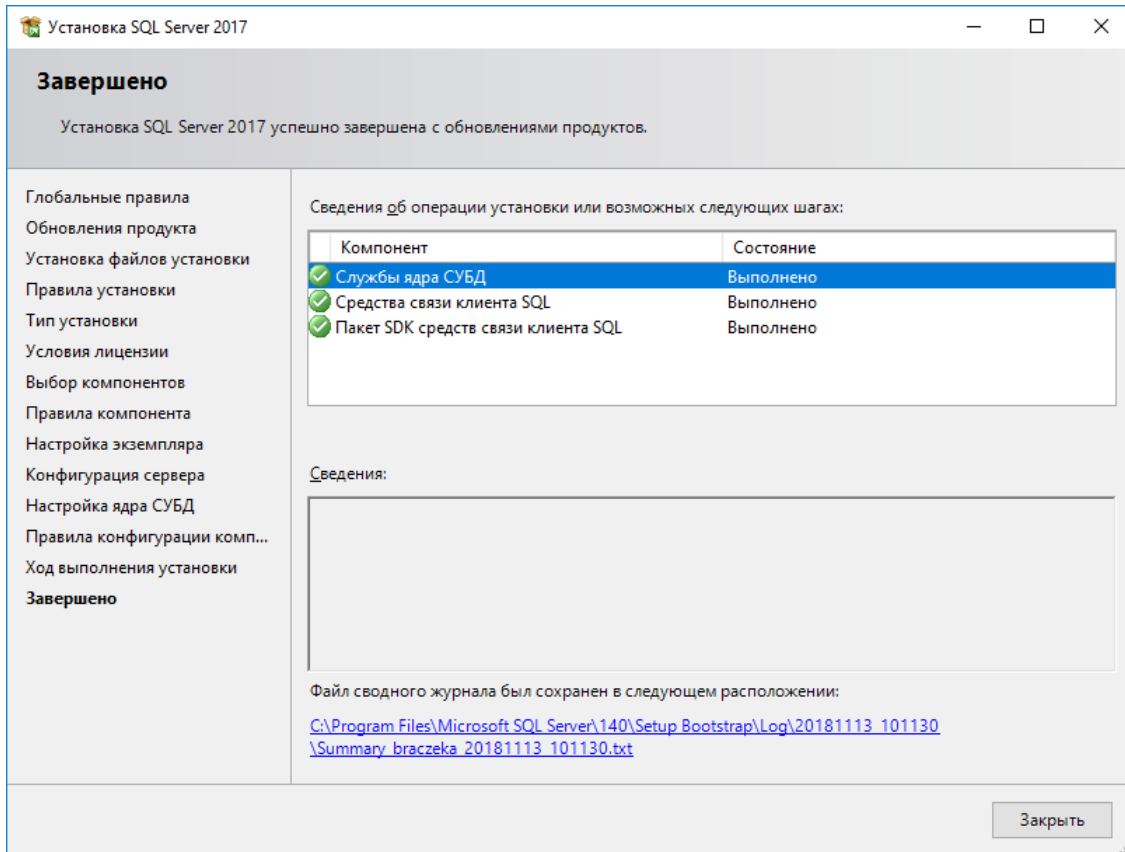 Установка SQL Server 2017
Завершено
Установка SQL Server 2017 успешно завершена с обновлениями продуктов.
Глобальные правила
Обновления продукта
Установка файлов установки
Правила установки
Тип установки
Условия лицензии
Выбор компонентов
Правила компонента
Настройка экземпляра
Конфигурация сервера
Настройка ядра СУБД
Правила конфигурации комп...
Ход выполнения установки
Завершено
Сведения об операции установки или возможных следующих шагах:
Компонент Состояние
Службы ядра СУБД Выполнено
Средства связи клиента SQL Выполнено
Пакет SDK средств связи клиента SQL Выполнено
Сведения:
Файл сводного журнала был сохранен в следующем расположении:
C:\Program Files\Microsoft SQL Server\140\Setup Bootstrap\Log\20181113_101130
\Summary_braczeka_20181113_101130.txt
Закрыть